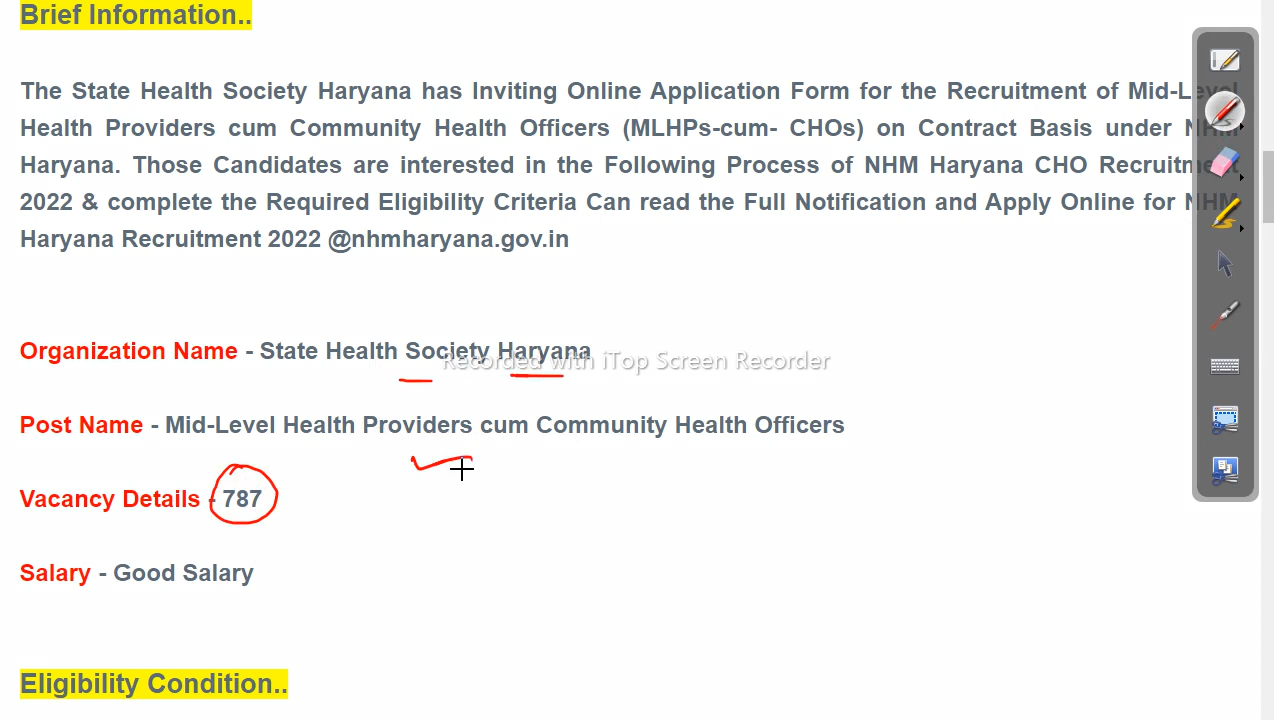 Brief Information..
The State Health Society Haryana has Inviting Online Application Form for the Recruitment of Mid-Level
Health Providers cum Community Health Officers (MLHPs-cum- CHOs) on Contract Basis under NHM
Haryana. Those Candidates are interested in the Following Process of NHM Haryana CHO Recruitment
2022 & complete the Required Eligibility Criteria Can read the Full Notification and Apply Online for NHM
Haryana Recruitment 2022 @nhmharyana.gov.in
Organization Name - State Health Society Haryana
Recorded with iTop Screen Recorder
Post Name - Mid-Level Health Providers cum Community Health Officers
Vacancy Details - 787
Salary - Good Salary
Eligibility Condition..